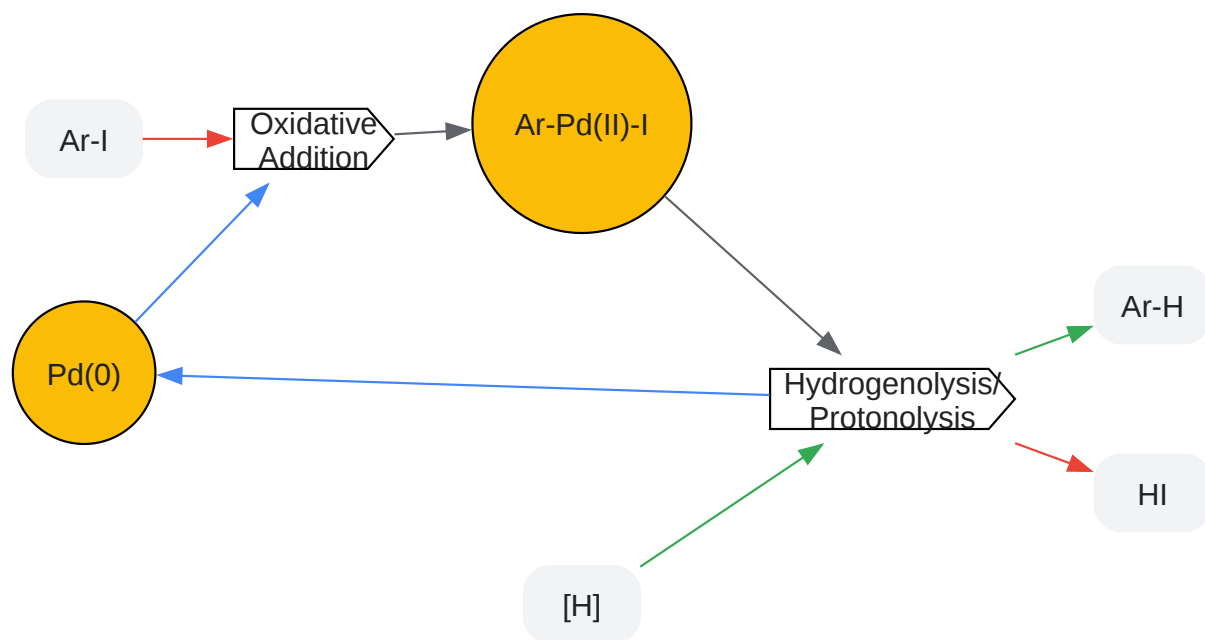 Ar-I
Oxidative
Addition
Ar-Pd(II)-I
Pd(0)
Hydrogenolysis/
Protonolysis
Ar-H
HI
[H]